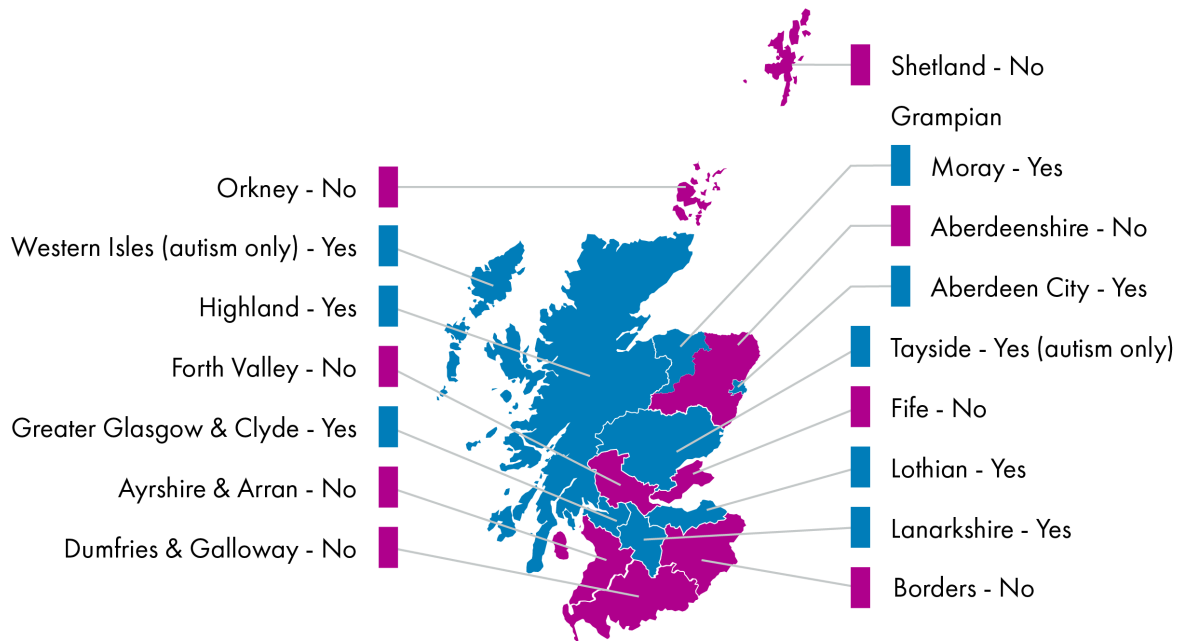 Orkney - No
Western Isles (autism only) - Yes
Highland - Yes
Forth Valley - No
Greater Glasgow & Clyde - Yes
Ayrshire & Arran - No
Dumfries & Galloway - No
Shetland - No
Grampian
Moray - Yes
Aberdeenshire - No
Aberdeen City - Yes
Tayside - Yes (autism only)
Fife - No
Lothian - Yes
Lanarkshire - Yes
Borders - No